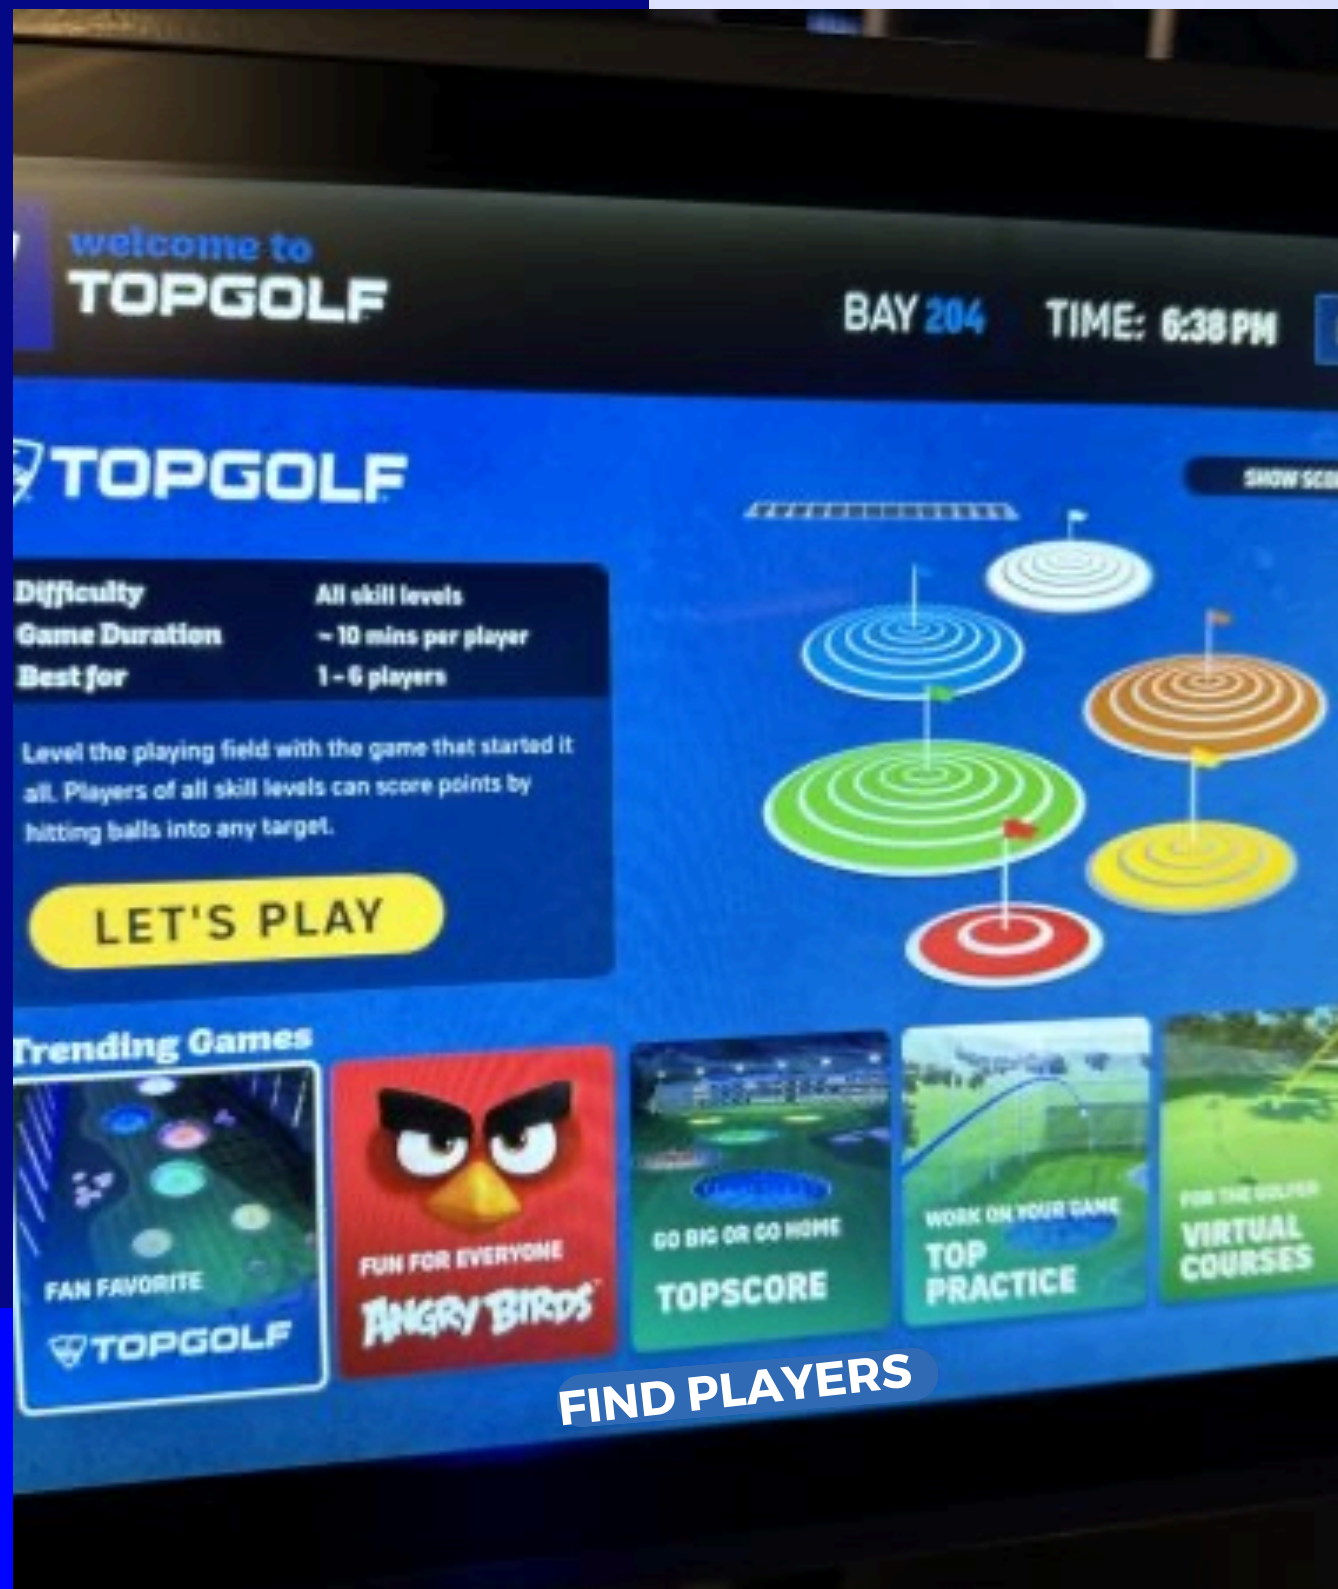 welcome to
TOPGOLF
BAY 204 TIME: 6:38 PM
TOPGOLF
SHOW
Difficulty All skill levels
Game Duration ~10 mins per player
Best for 1-6 players
Level the playing field with the game that started it
all. Players of all skill levels can score points by
hitting balls into any target.
LET'S PLAY
Trending Games
FAN FAVORITE
TOPGOLF
FUN FOR EVERYONE
ANGRY BIRDS
GO BIG OR GO HOME
TOPSCORE
WORK ON YOUR GAME
TOP
PRACTICE
FOR THE GOLFER
VIRTUAL
COURSES
FIND PLAYERS